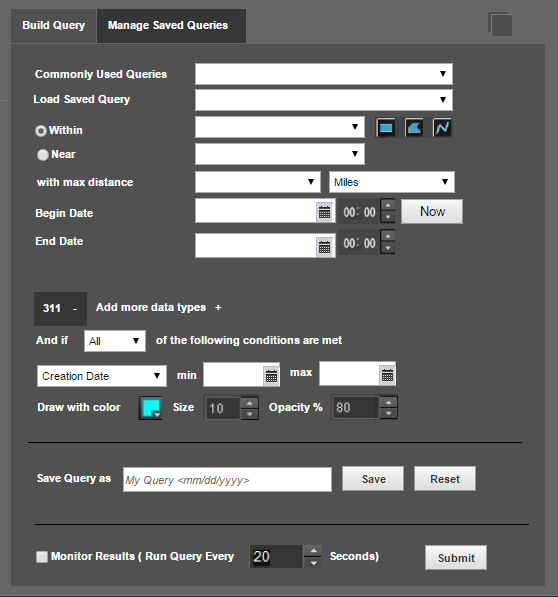 Build Query Manage Saved Queries
Commonly Used Queries
Load Saved Query
Within
Near
with max distance Miles
Begin Date 00: 00 Now
End Date 00: 00
311 - Add more data types +
And if All of the following conditions are met
Creation Date min max
Draw with color Size 10 Opacity % 80
Save Query as My Query <mm/dd/yyyy> Save Reset
Monitor Results ( Run Query Every 20 Seconds) Submit